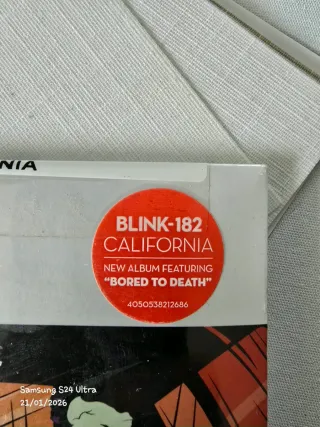 NIA
BLINK-182
CALIFORNIA
NEW ALBUM FEATURING
"BORED TO DEATH"
4050538212686
Samsung S24 Ultra
21/01/2026